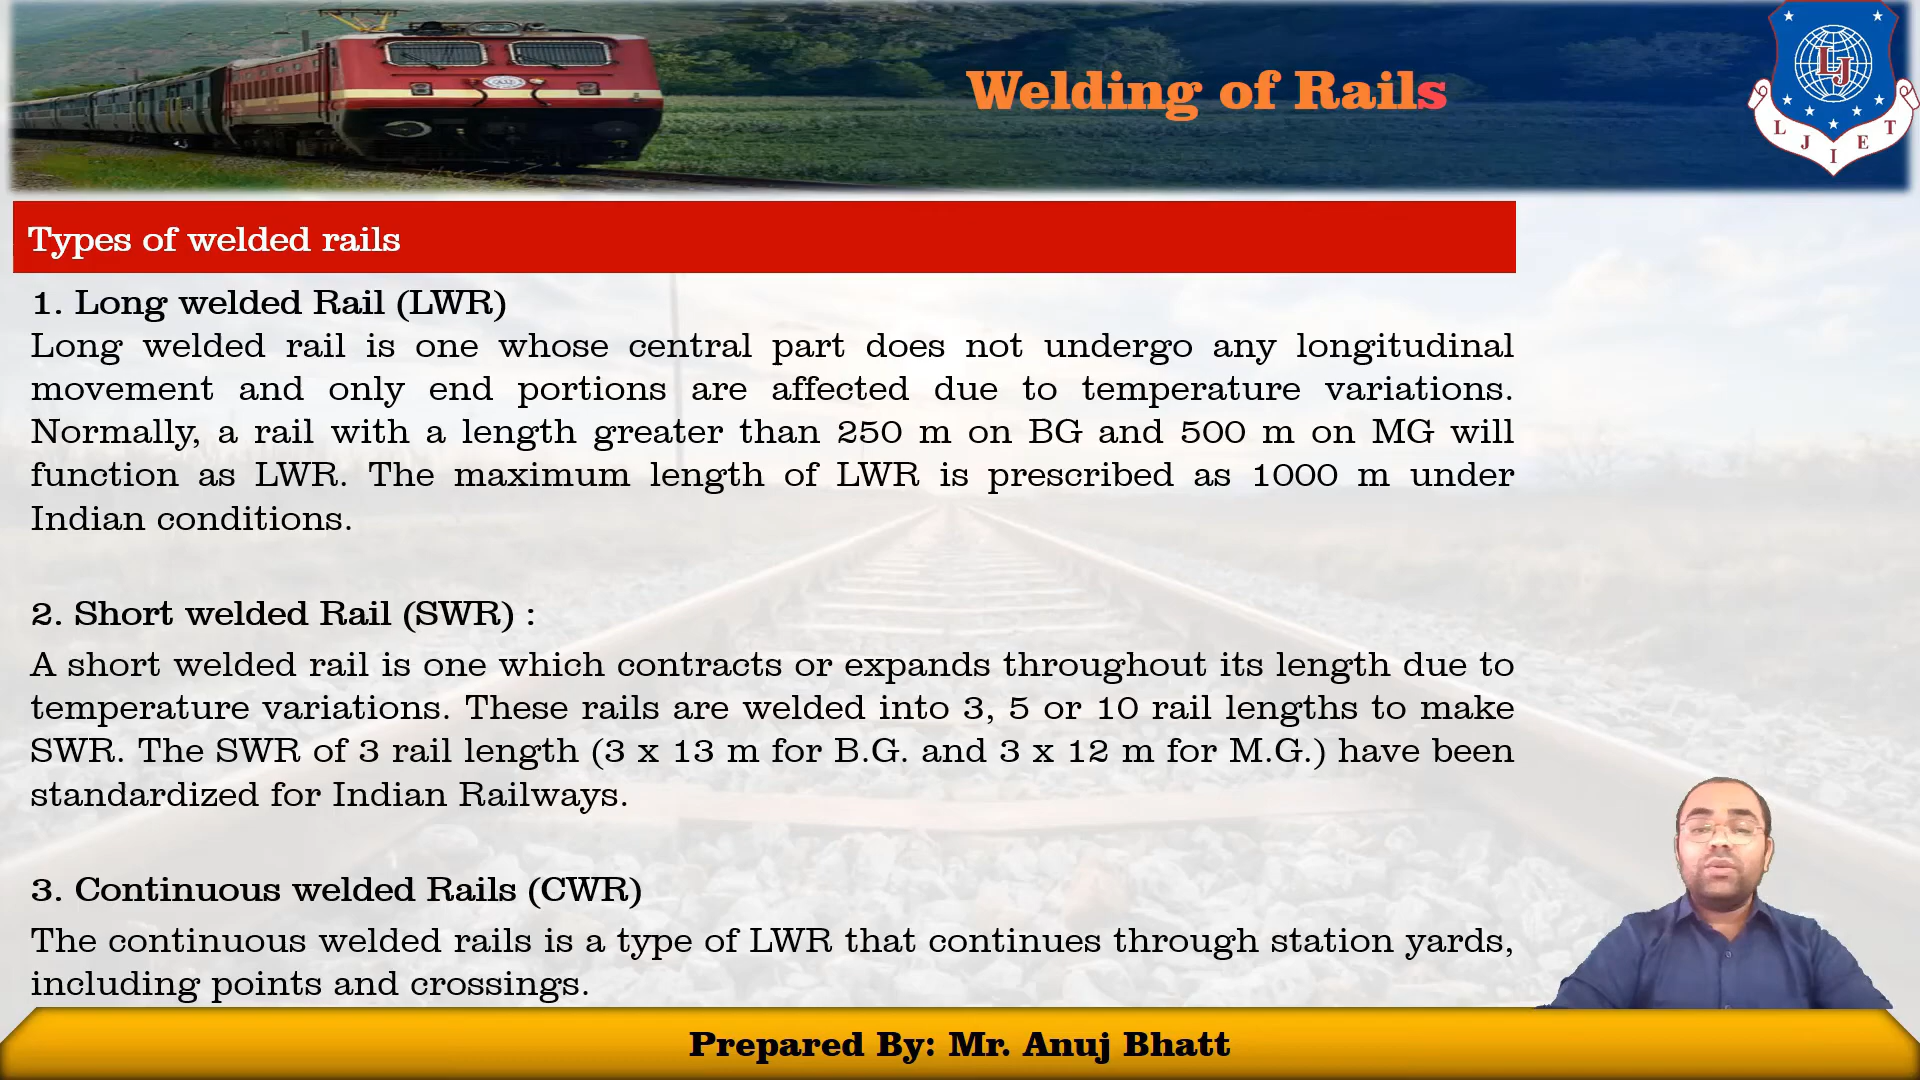 Welding of Rails
LJ
L J I E T
Types of welded rails
1. Long welded Rail (LWR)
Long welded rail is one whose central part does not undergo any longitudinal
movement and only end portions are affected due to temperature variations.
Normally, a rail with a length greater than 250 m on BG and 500 m on MG will
function as LWR. The maximum length of LWR is prescribed as 1000 m under
Indian conditions.
2. Short welded Rail (SWR) :
A short welded rail is one which contracts or expands throughout its length due to
temperature variations. These rails are welded into 3, 5 or 10 rail lengths to make
SWR. The SWR of 3 rail length (3 x 13 m for B.G. and 3 x 12 m for M.G.) have been
standardized for Indian Railways.
3. Continuous welded Rails (CWR)
The continuous welded rails is a type of LWR that continues through station yards,
including points and crossings.
Prepared By: Mr. Anuj Bhatt